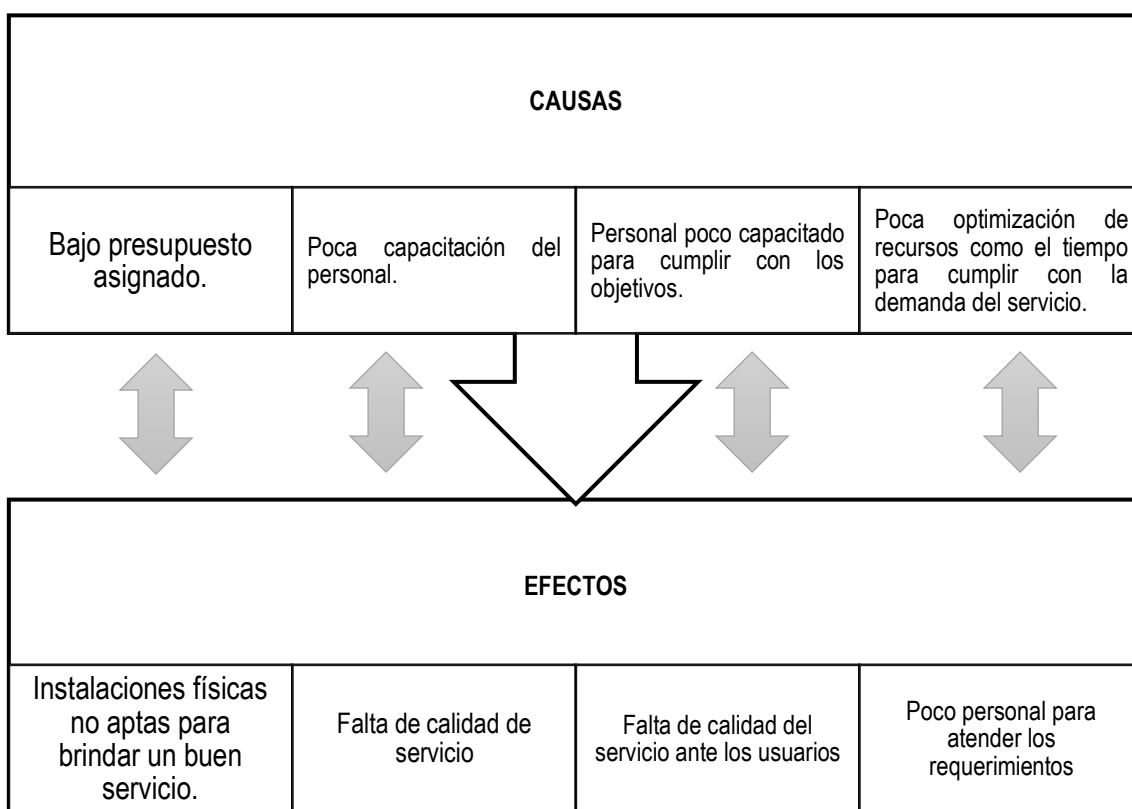 CAUSAS
Bajo presupuesto
asignado.
Poca capacitación del
personal.
Personal poco capacitado
para cumplir con los
objetivos.
Poca optimización de
recursos como el tiempo
para cumplir con la
demanda del servicio.
EFECTOS
Instalaciones físicas
no aptas para
brindar un buen
servicio.
Falta de calidad de
servicio
Falta de calidad del
servicio ante los usuarios
Poco personal para
atender los
requerimientos